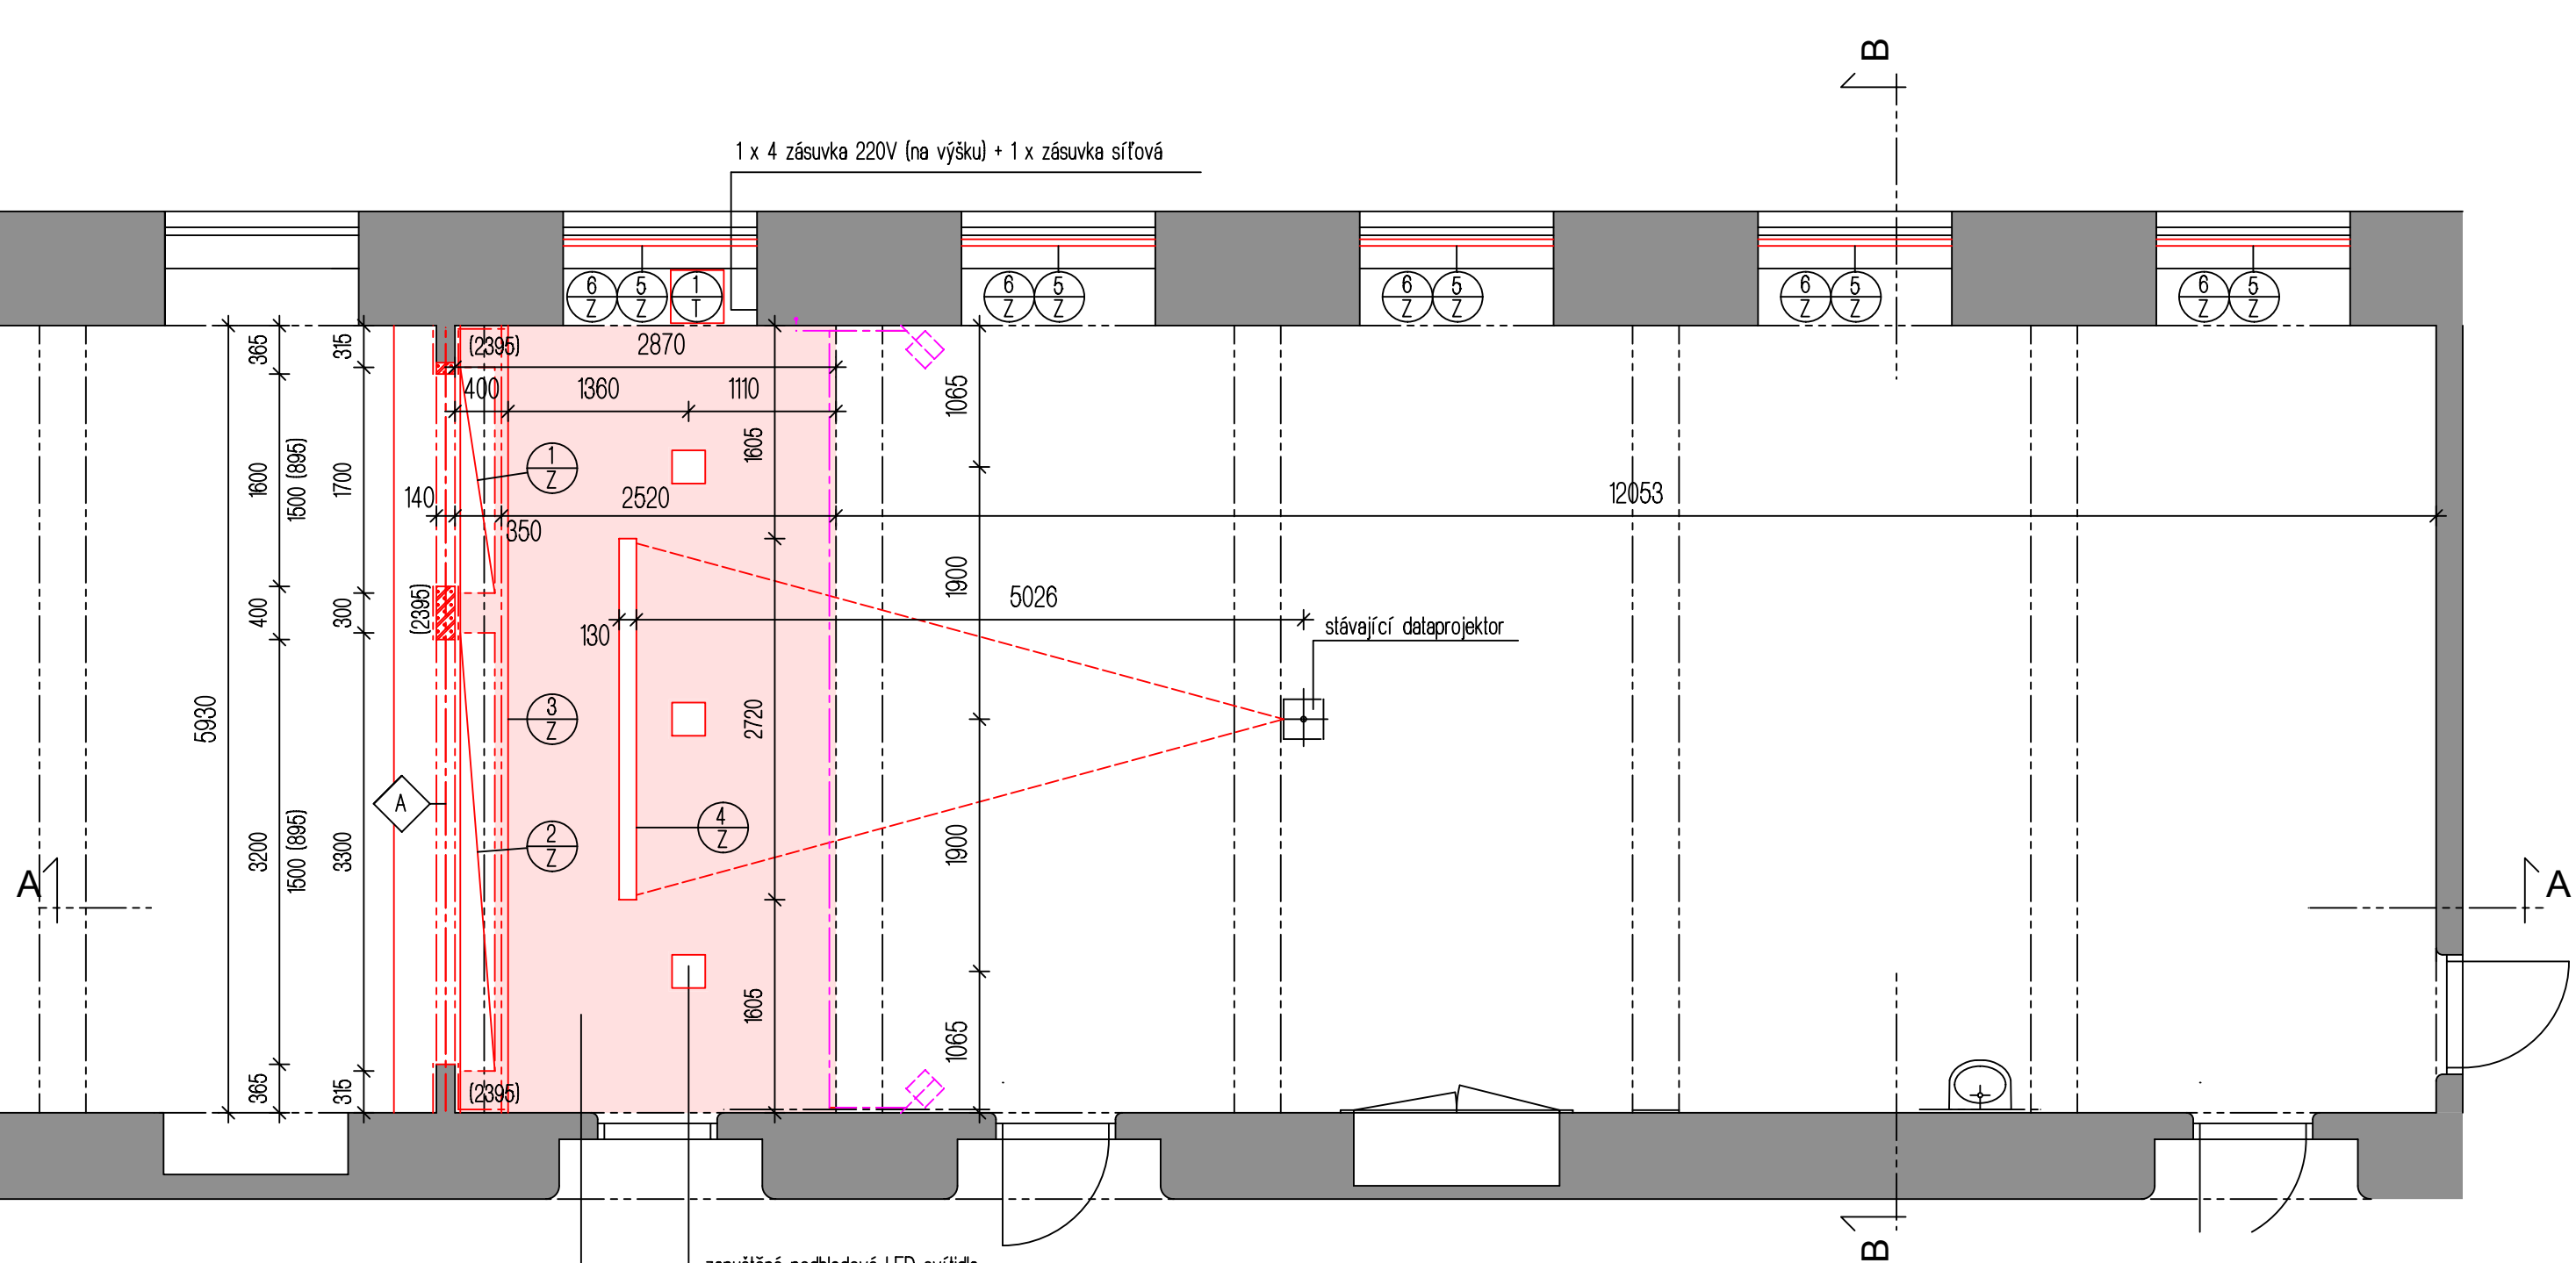 B
1 x 4 zásuvka 220V (na výšku) + 1 x zásuvka síťová
6 Z
5 Z
1 T
6 Z
5 Z
6 Z
5 Z
6 Z
5 Z
6 Z
5 Z
365
315
(2395)
2870
400
1360
1110
1065
1605
1600
1500 (895)
1700
1 Z
140
2520
350
12053
400
300
(2395)
130
1900
5026
stávající dataprojektor
5930
3 Z
2720
A
4 Z
2 Z
3200
1500 (895)
3300
1900
A
A
1605
1065
365
315
(2395)
B